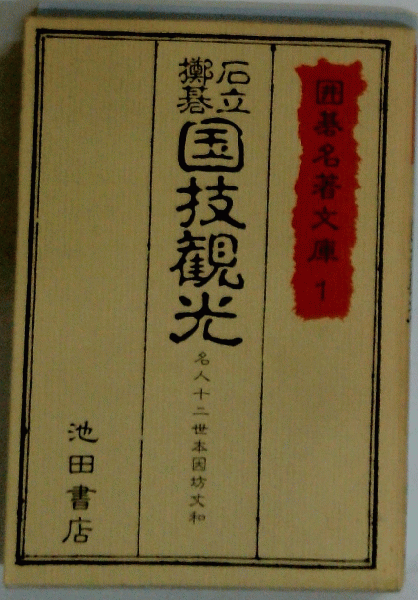 囲碁名著文庫 1
石立
擲碁
国技観光
名人十二世本因坊丈和
池田書店